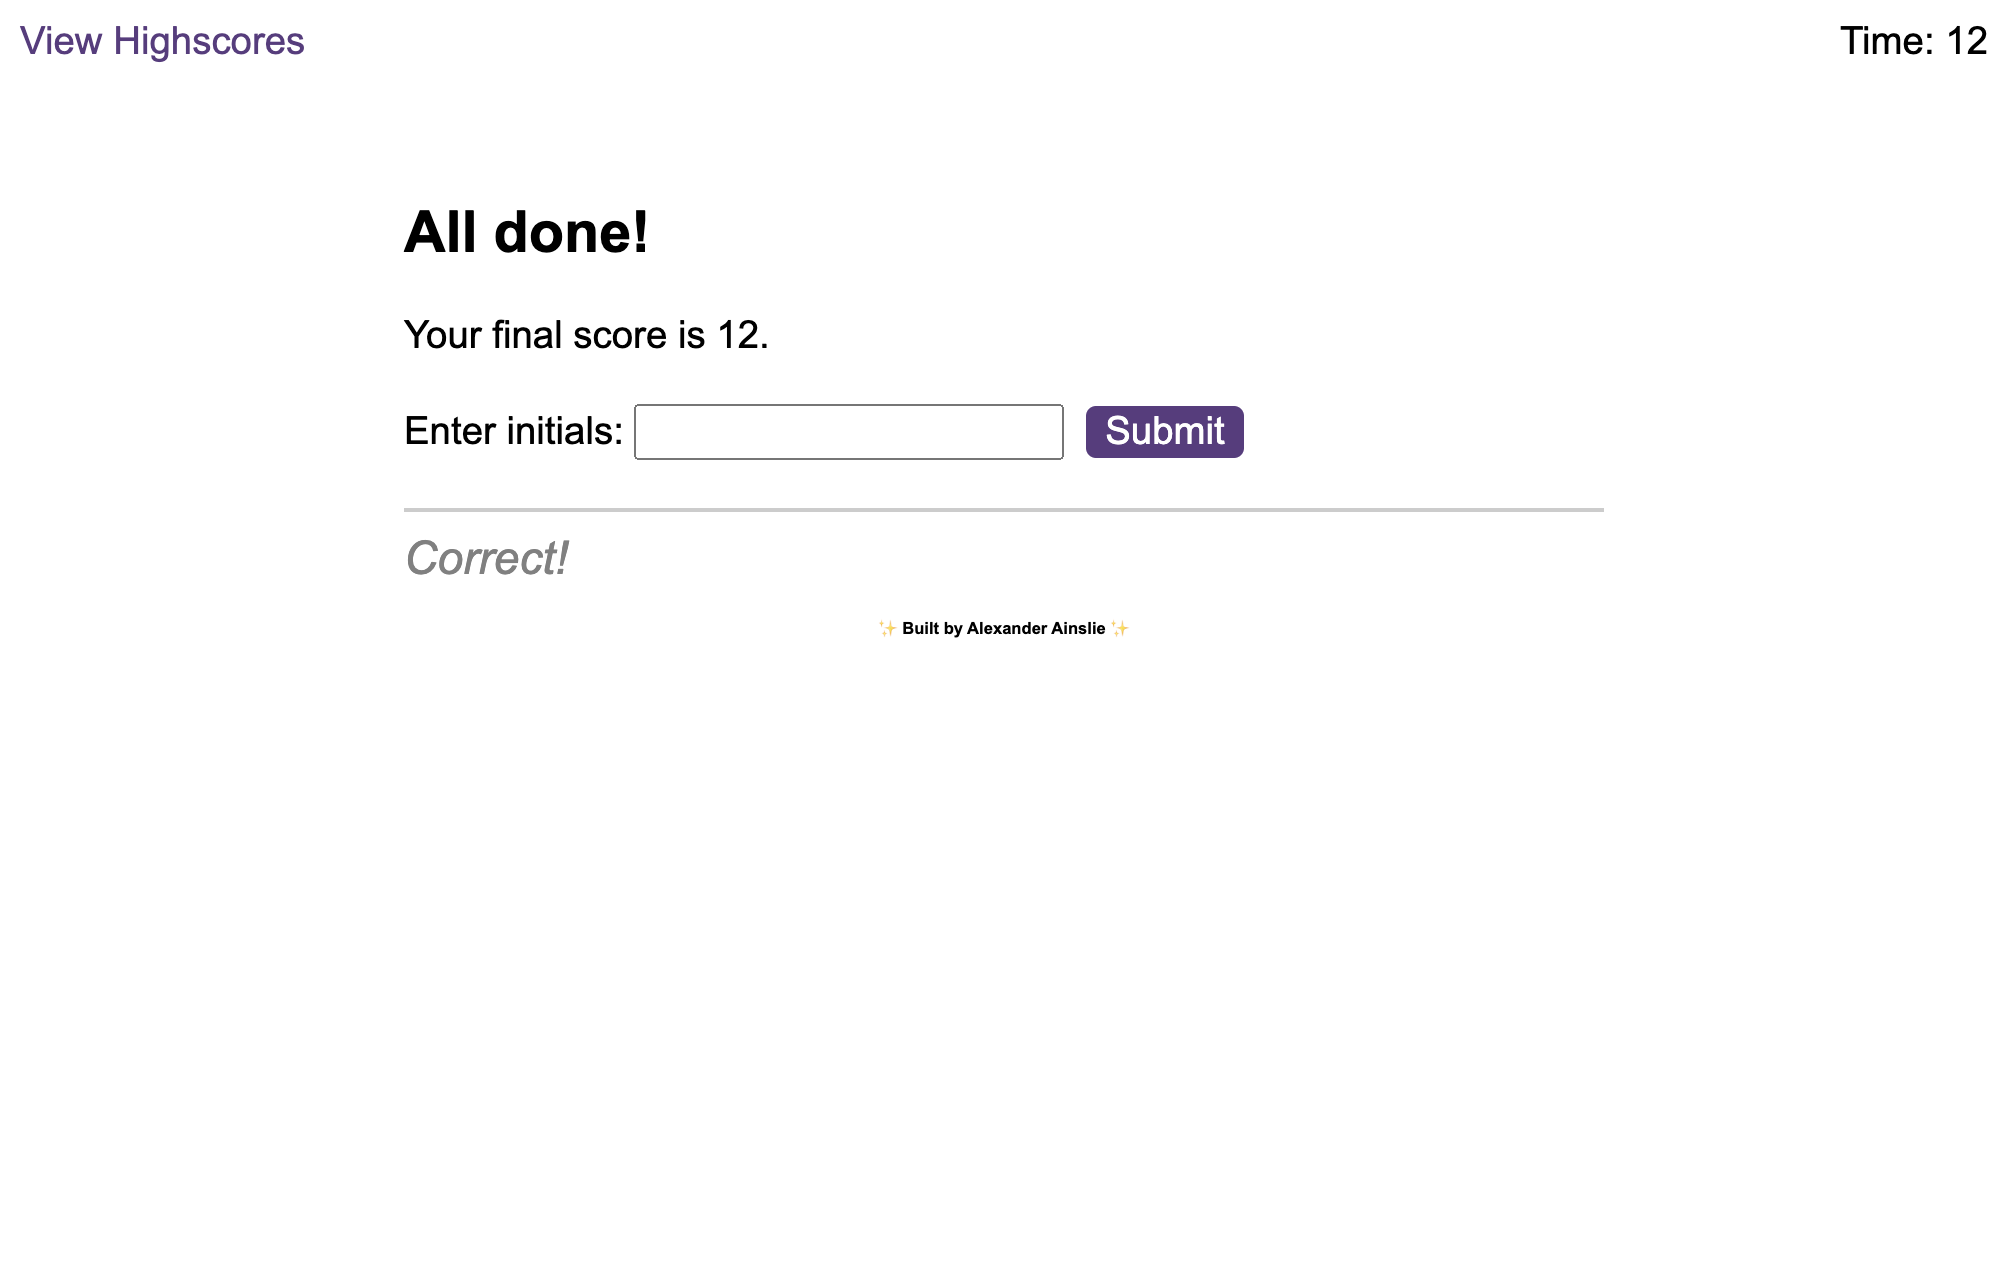 View Highscores
Time: 12
All done!
Your final score is 12.
Enter initials: Submit
Correct!
✨ Built by Alexander Ainslie ✨